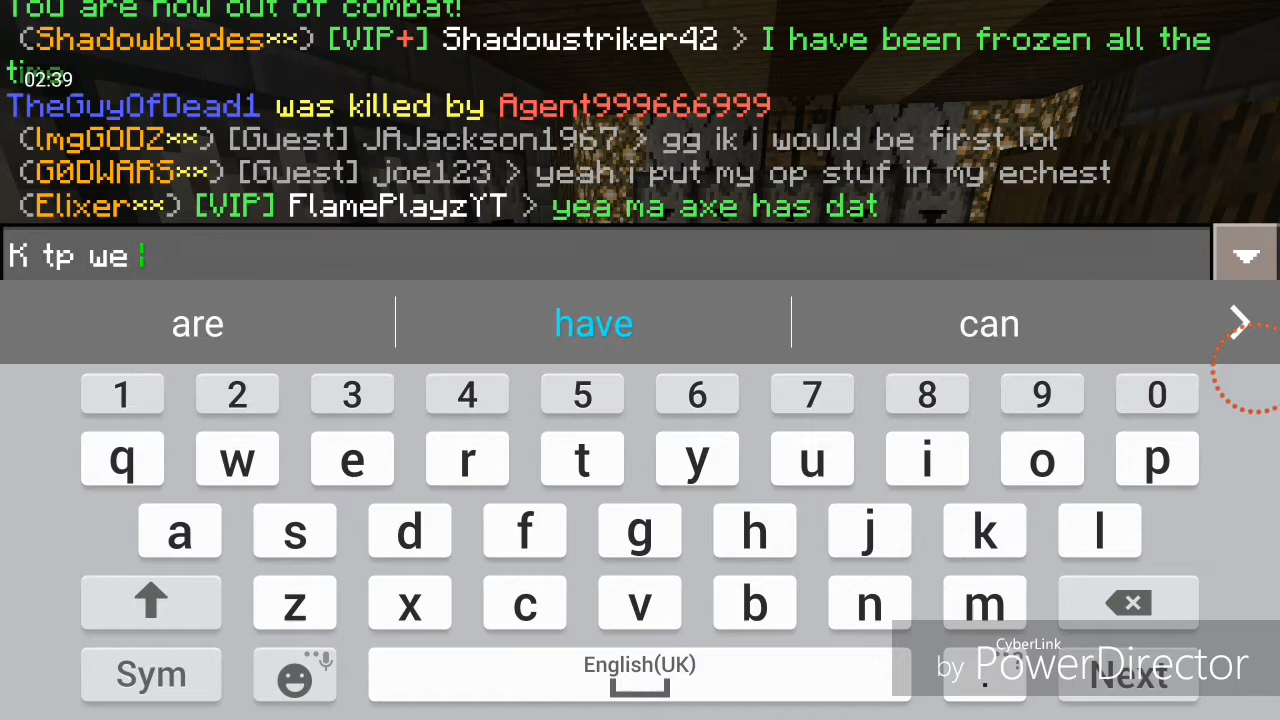 You are now out of combat!
(Shadowblades××) [VIP+] Shadowstriker42 > I have been frozen all the
time
02:39
TheGuyOfDead1 was killed by Agent999666999
(lmgGODZ××) [Guest] JAJackson1967 > gg ik i would be first lol
(G0DWARS××) [Guest] joe123 > yeah i put my op stuf in my echest
(Elixer××) [VIP] FlamePlayzYT > yea ma axe has dat
K tp we
are have can
1 2 3 4 5 6 7 8 9 0
q w e r t y u i o p
a s d f g h j k l
z x c v b n m
Sym English(UK) . Next
CyberLink
by PowerDirector